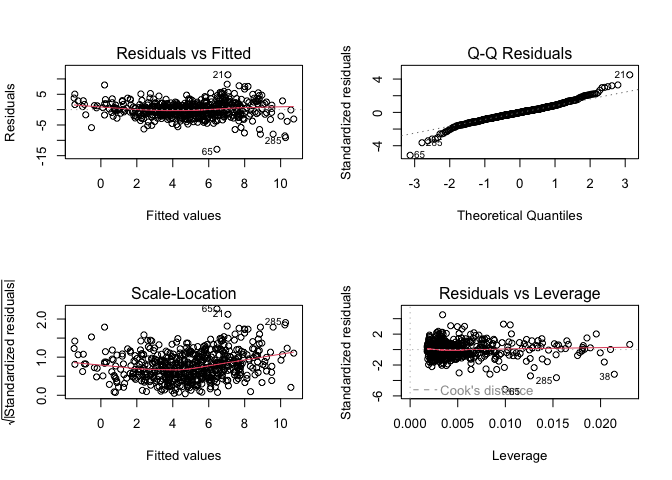 Residuals vs Fitted
Residuals
5
-5
-15
21
285
65
0 2 4 6 8 10
Fitted values
Q-Q Residuals
Standardized residuals
4
0
-4
21
285
65
-3 -2 -1 0 1 2 3
Theoretical Quantiles
Scale-Location
√|Standardized residuals|
2.0
1.0
0.0
65
21
285
0 2 4 6 8 10
Fitted values
Residuals vs Leverage
Standardized residuals
2
-2
-6
Cook's distance
65
285
38
0.000 0.005 0.010 0.015 0.020
Leverage